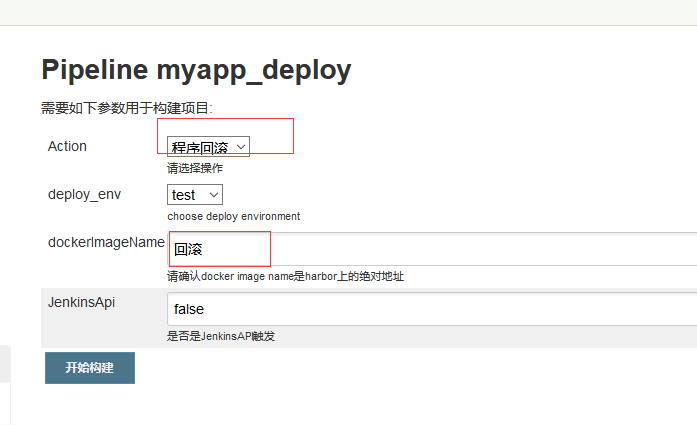 Pipeline myapp_deploy
需要如下参数用于构建项目:
Action
程序回滚
请选择操作
deploy_env
test
choose deploy environment
dockerImageName
回滚
请确认docker image name是harbor上的绝对地址
JenkinsApi
false
是否是JenkinsAPI触发
开始构建